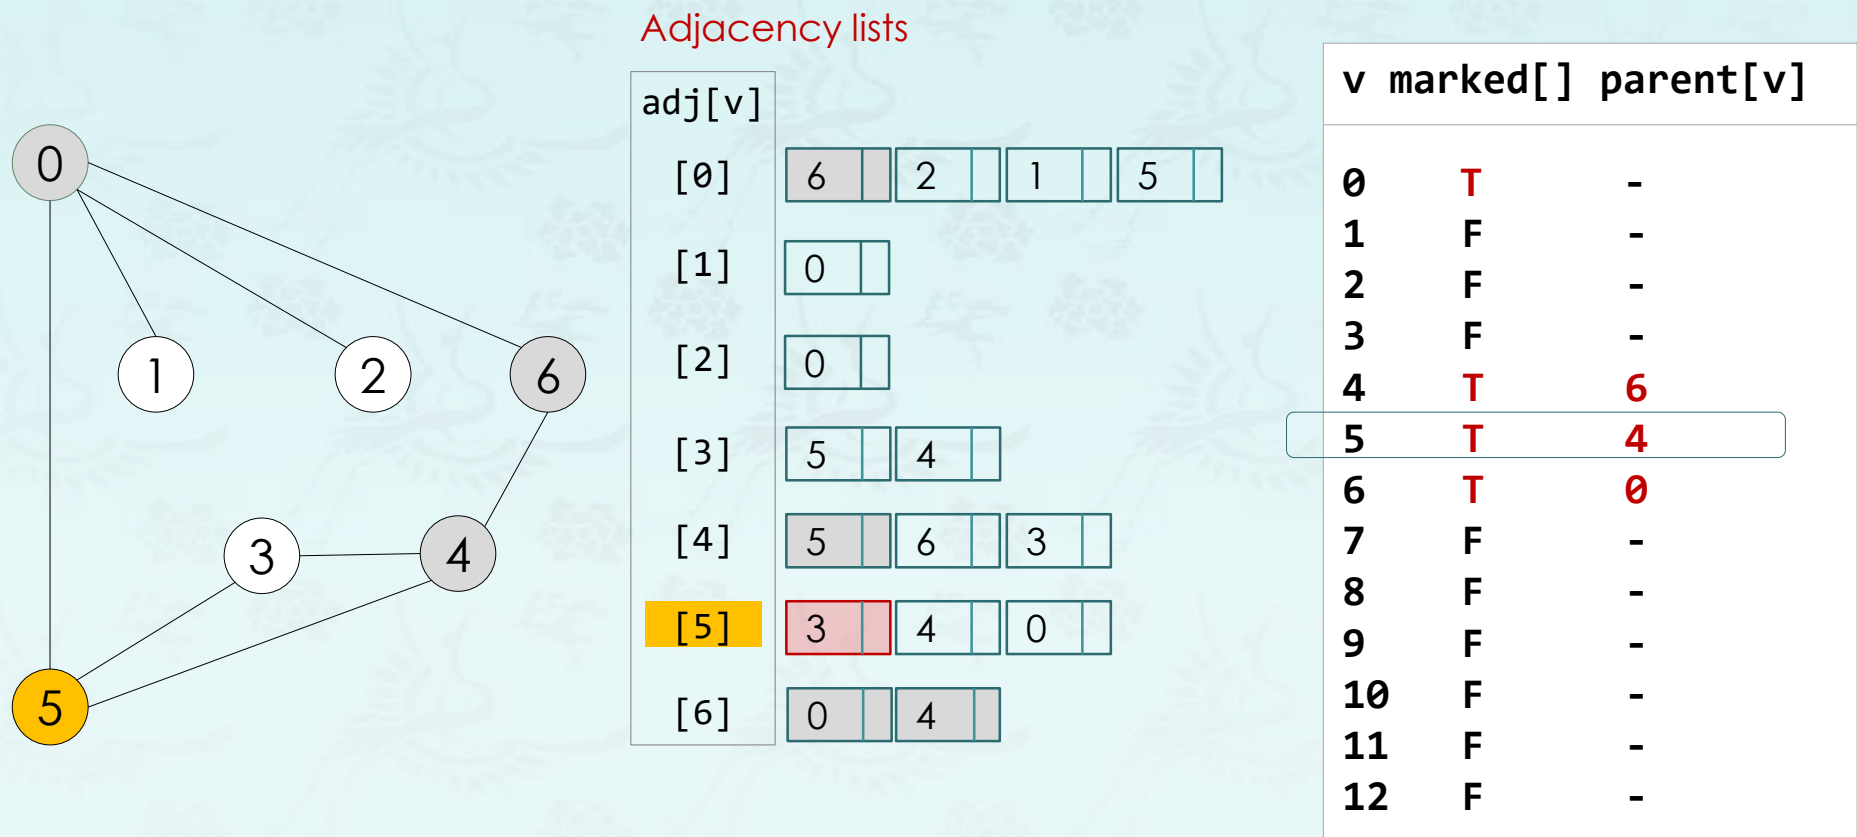 Adjacency lists
adj[v]
[0] 6 2 1 5
[1] 0
[2] 0
[3] 5 4
[4] 5 6 3
[5] 3 4 0
[6] 0 4
0
1
2
6
3
4
5
v marked[] parent[v]
0 T -
1 F -
2 F -
3 F -
4 T 6
5 T 4
6 T 0
7 F -
8 F -
9 F -
10 F -
11 F -
12 F -